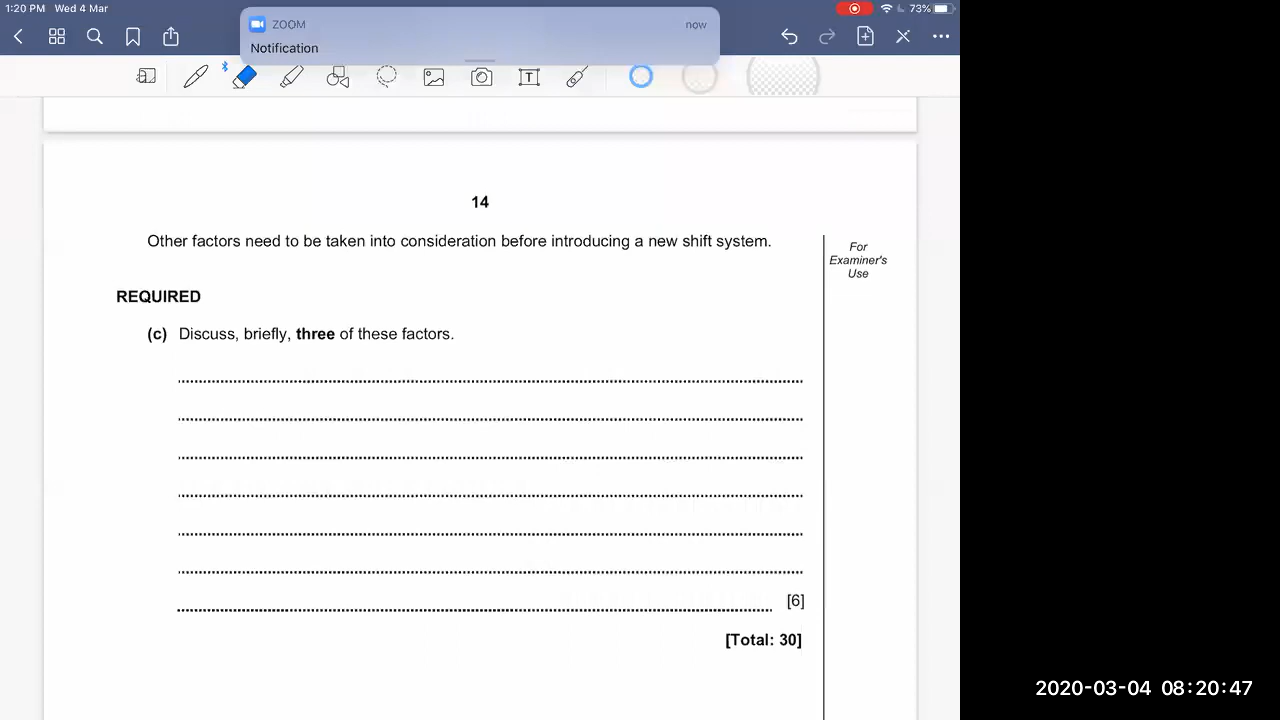 1:20 PM Wed 4 Mar
73%
ZOOM
now
Notification
T
14
Other factors need to be taken into consideration before introducing a new shift system.
For
Examiner's
Use
REQUIRED
(c) Discuss, briefly, three of these factors.
[6]
[Total: 30]
2020-03-04 08:20:47